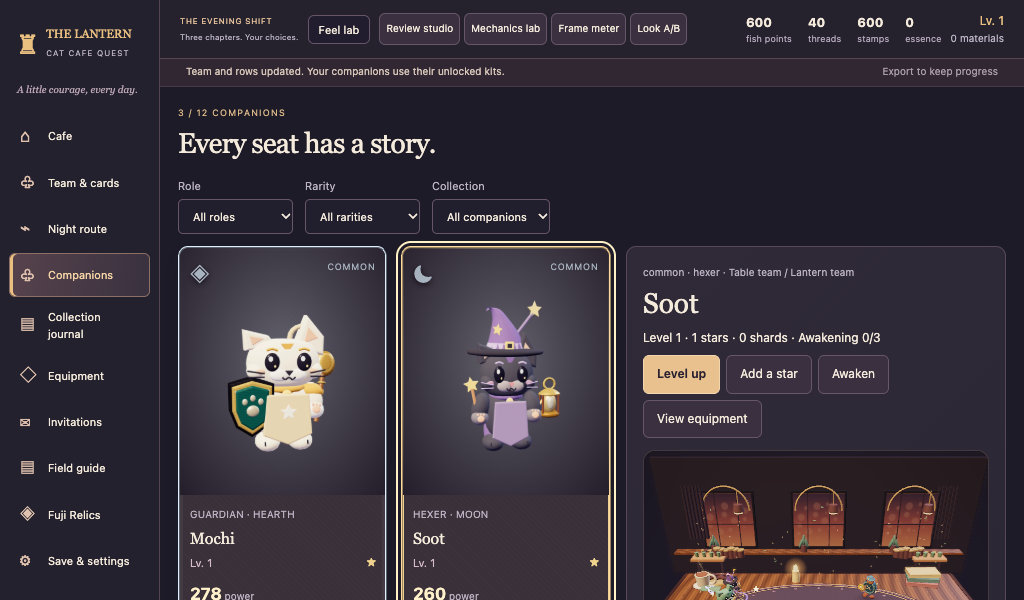 THE LANTERN
CAT CAFE QUEST
A little courage, every day.
Cafe
Team & cards
Night route
Companions
Collection
journal
Equipment
Invitations
Field guide
Fuji Relics
Save & settings
THE EVENING SHIFT
Three chapters. Your choices.
Feel lab
Review studio
Mechanics lab
Frame meter
Look A/B
600
fish points
40
threads
600
stamps
0
essence
Lv. 1
0 materials
Team and rows updated. Your companions use their unlocked kits.
Export to keep progress
3 / 12 COMPANIONS
Every seat has a story.
Role
Rarity
Collection
All roles
All rarities
All companions
COMMON
GUARDIAN · HEARTH
Mochi
Lv. 1
278 power
COMMON
HEXER · MOON
Soot
Lv. 1
260 power
common · hexer · Table team / Lantern team
Soot
Level 1 · 1 stars · 0 shards · Awakening 0/3
Level up
Add a star
Awaken
View equipment